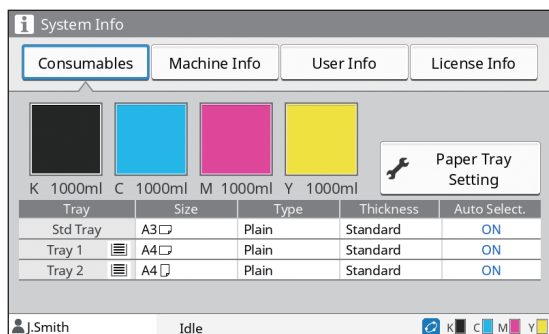 System Info
Consumables Machine Info User Info License Info
K 1000ml C 1000ml M 1000ml Y 1000ml
Paper Tray
Setting
Tray Size Type Thickness Auto Select.
Std Tray A3 Plain Standard ON
Tray 1 A4 Plain Standard ON
Tray 2 A4 Plain Standard ON
J.Smith Idle K C M Y